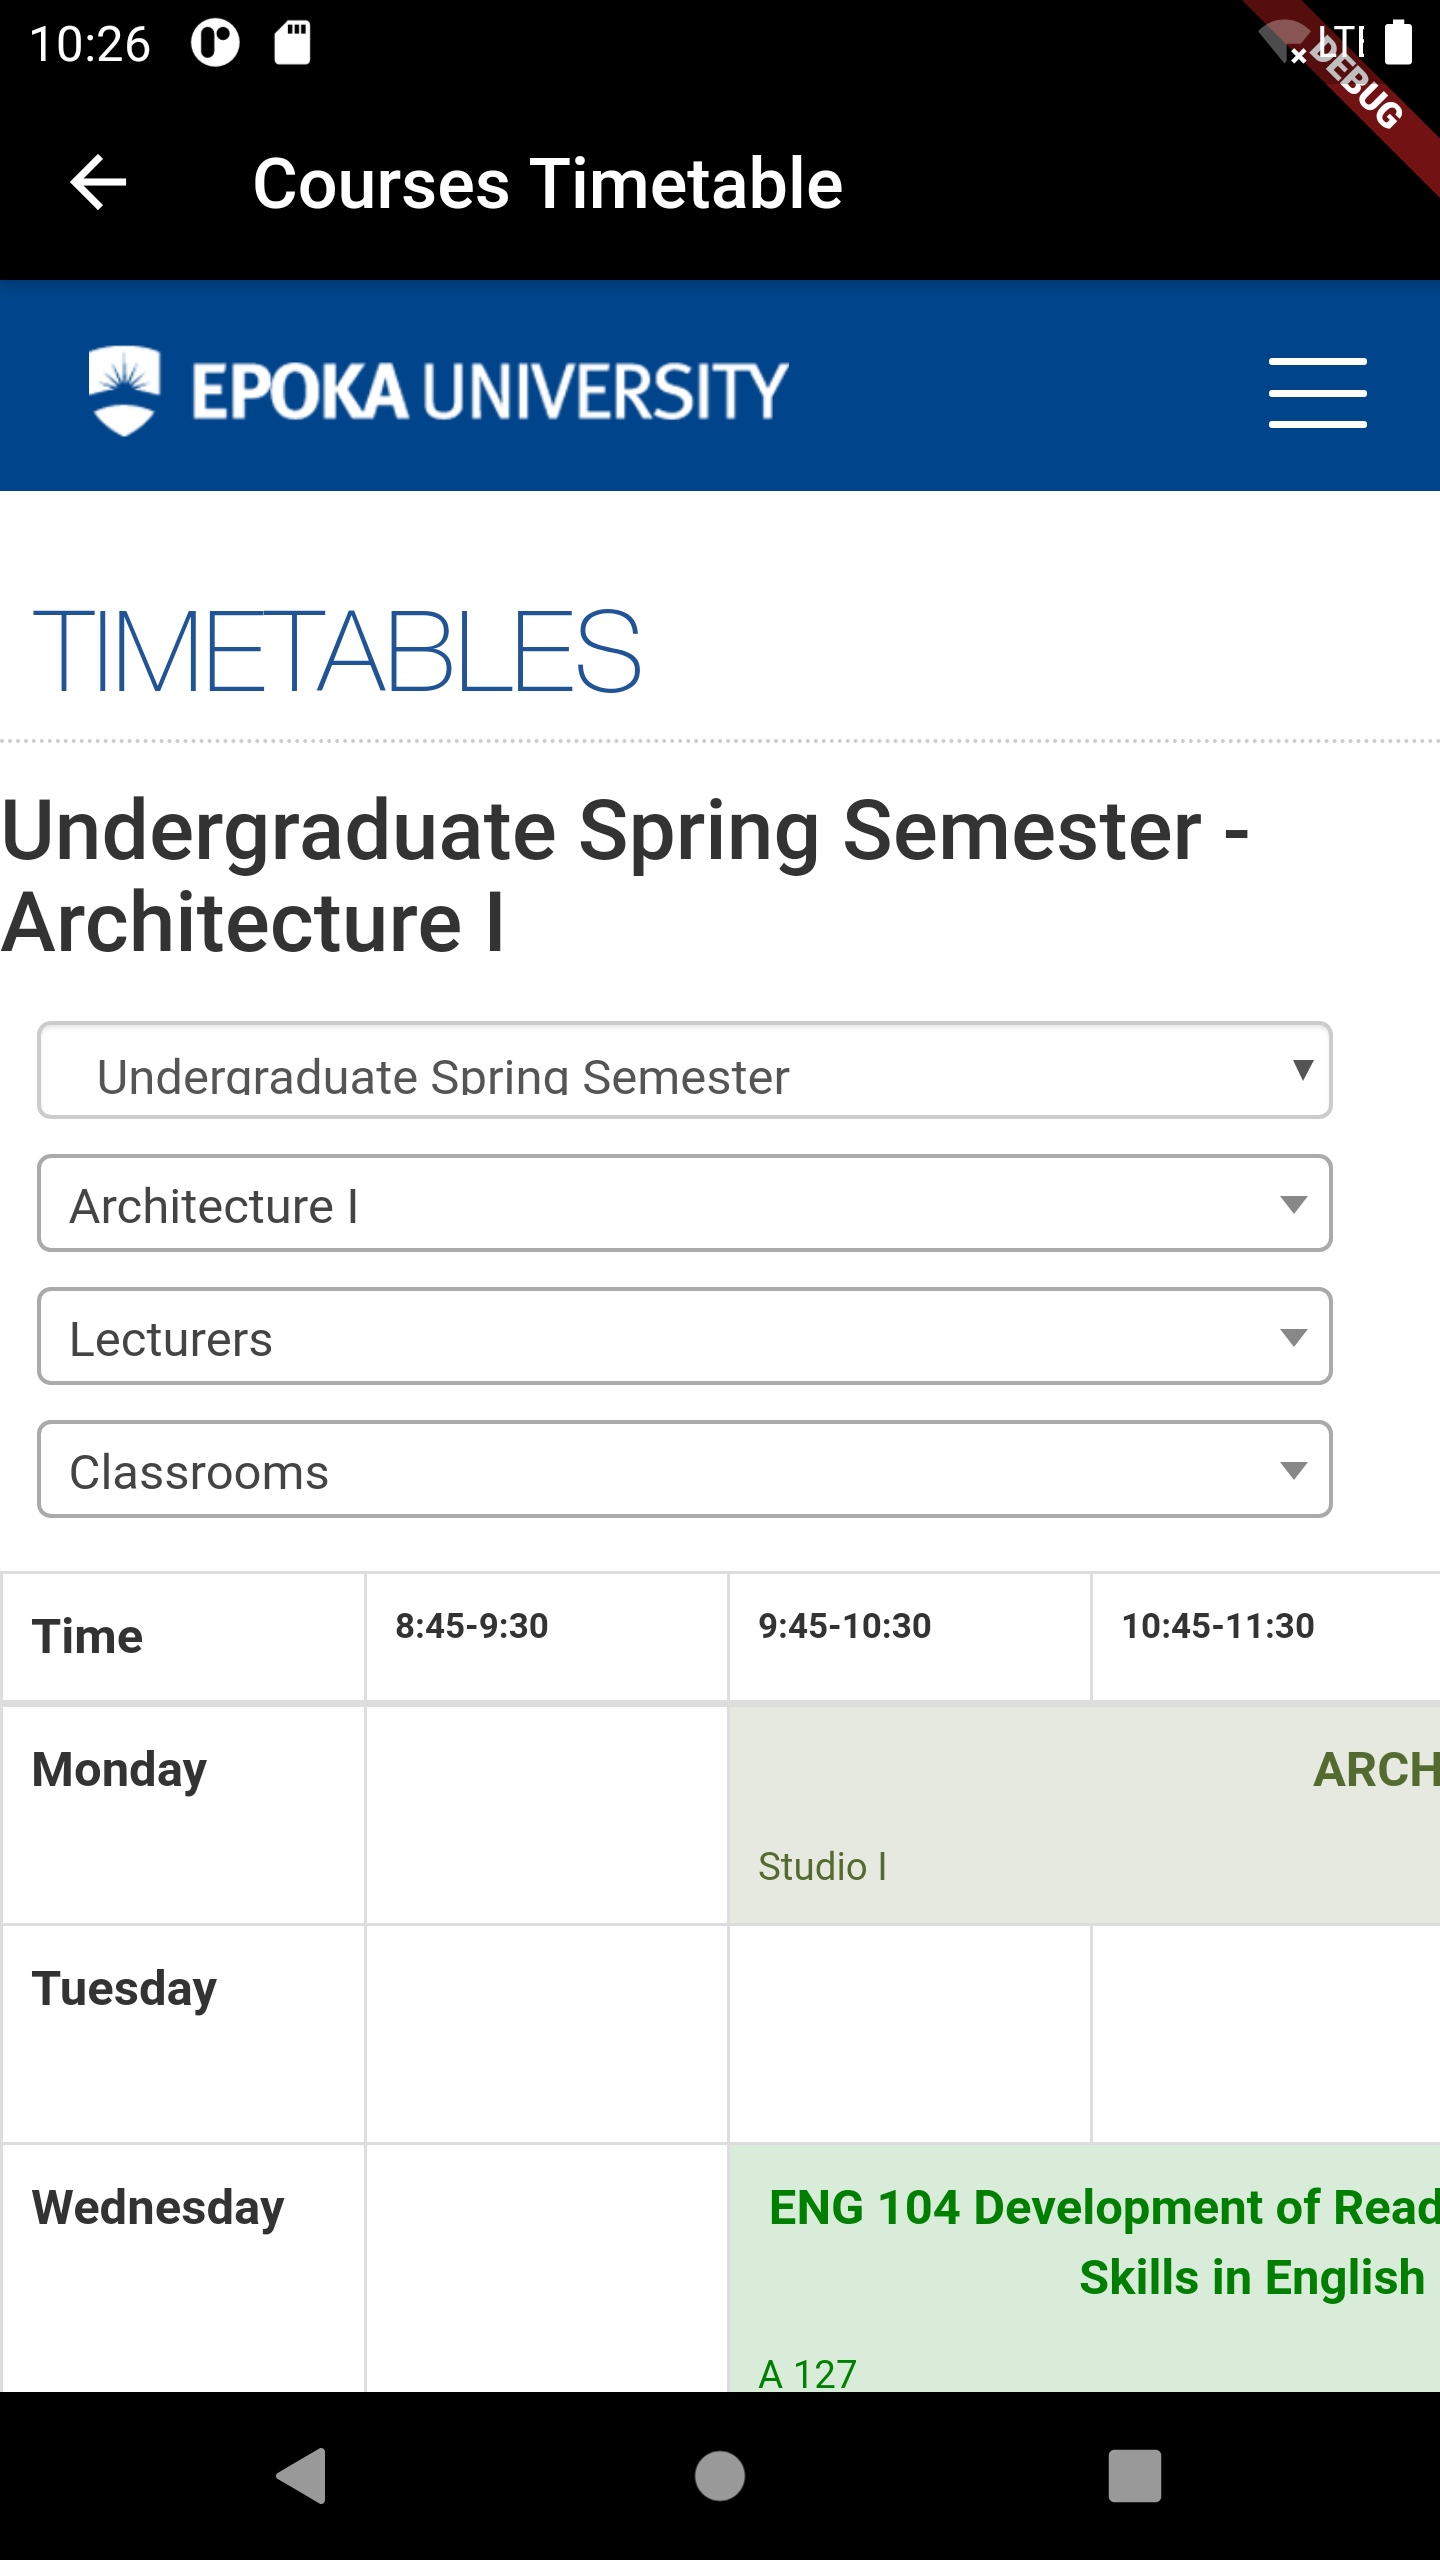 10:26
LTE
DEBUG
Courses Timetable
EPOKA UNIVERSITY
TIMETABLES
Undergraduate Spring Semester -
Architecture I
Undergraduate Spring Semester
Architecture I
Lecturers
Classrooms
Time 8:45-9:30 9:45-10:30 10:45-11:30
Monday ARCH
Studio I
Tuesday
Wednesday ENG 104 Development of Read
Skills in English
A 127